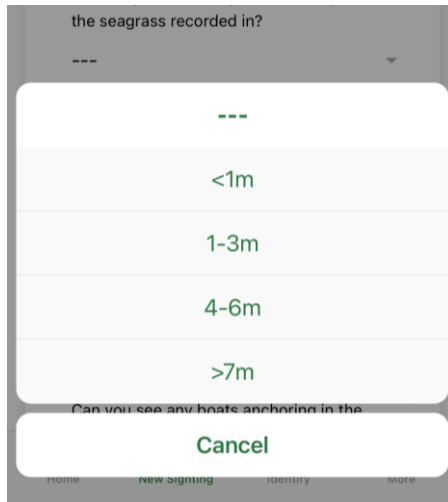 the seagrass recorded in?
---
---
<1m
1-3m
4-6m
>7m
Can you see any boats anchoring in the
Cancel
Home New Sighting Identify More